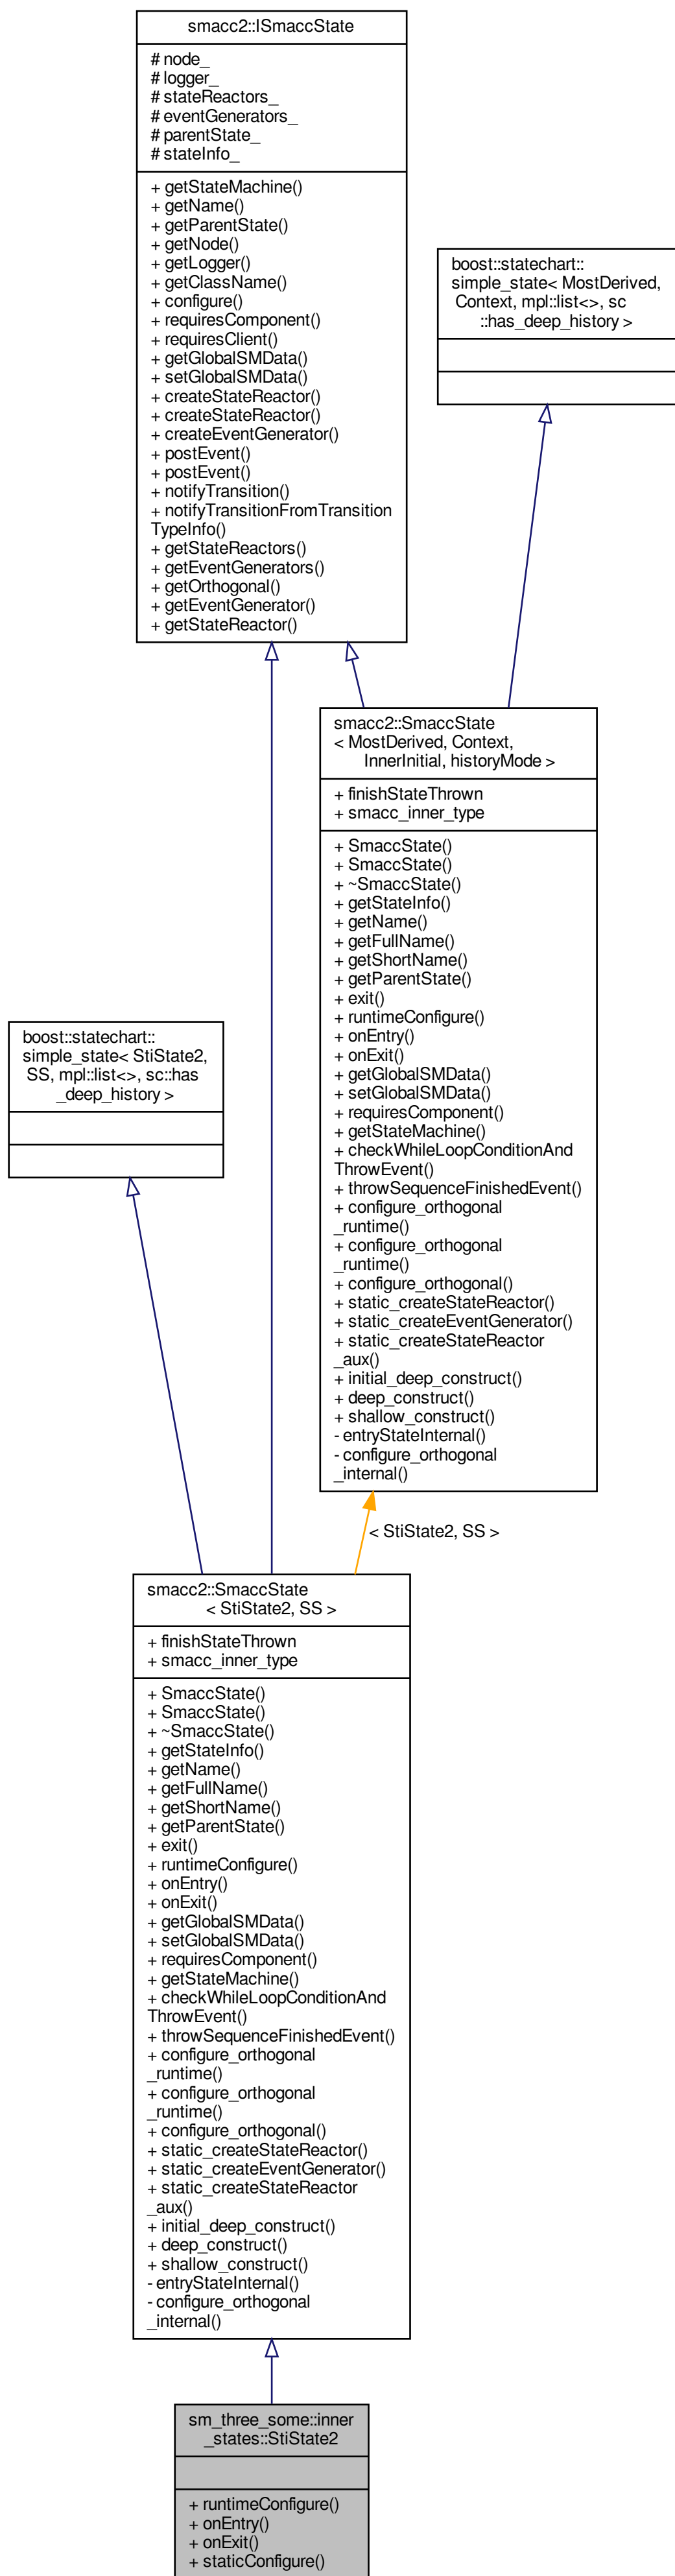 smacc2::ISmaccState
# node_
# logger_
# stateReactors_
# eventGenerators_
# parentState_
# stateInfo_
+ getStateMachine()
+ getName()
+ getParentState()
+ getNode()
+ getLogger()
+ getClassName()
+ configure()
+ requiresComponent()
+ requiresClient()
+ getGlobalSMData()
+ setGlobalSMData()
+ createStateReactor()
+ createStateReactor()
+ createEventGenerator()
+ postEvent()
+ postEvent()
+ notifyTransition()
+ notifyTransitionFromTransition
TypeInfo()
+ getStateReactors()
+ getEventGenerators()
+ getOrthogonal()
+ getEventGenerator()
+ getStateReactor()
boost::statechart::
simple_state< MostDerived,
Context, mpl::list<>, sc
::has_deep_history >
smacc2::SmaccState
< MostDerived, Context,
InnerInitial, historyMode >
+ finishStateThrown
+ smacc_inner_type
+ SmaccState()
+ SmaccState()
+ ~SmaccState()
+ getStateInfo()
+ getName()
+ getFullName()
+ getShortName()
+ getParentState()
+ exit()
+ runtimeConfigure()
+ onEntry()
+ onExit()
+ getGlobalSMData()
+ setGlobalSMData()
+ requiresComponent()
+ getStateMachine()
+ checkWhileLoopConditionAnd
ThrowEvent()
+ throwSequenceFinishedEvent()
+ configure_orthogonal
_runtime()
+ configure_orthogonal
_runtime()
+ configure_orthogonal()
+ static_createStateReactor()
+ static_createEventGenerator()
+ static_createStateReactor
_aux()
+ initial_deep_construct()
+ deep_construct()
+ shallow_construct()
- entryStateInternal()
- configure_orthogonal
_internal()
boost::statechart::
simple_state< StiState2,
SS, mpl::list<>, sc::has
_deep_history >
< StiState2, SS >
smacc2::SmaccState
< StiState2, SS >
+ finishStateThrown
+ smacc_inner_type
+ SmaccState()
+ SmaccState()
+ ~SmaccState()
+ getStateInfo()
+ getName()
+ getFullName()
+ getShortName()
+ getParentState()
+ exit()
+ runtimeConfigure()
+ onEntry()
+ onExit()
+ getGlobalSMData()
+ setGlobalSMData()
+ requiresComponent()
+ getStateMachine()
+ checkWhileLoopConditionAnd
ThrowEvent()
+ throwSequenceFinishedEvent()
+ configure_orthogonal
_runtime()
+ configure_orthogonal
_runtime()
+ configure_orthogonal()
+ static_createStateReactor()
+ static_createEventGenerator()
+ static_createStateReactor
_aux()
+ initial_deep_construct()
+ deep_construct()
+ shallow_construct()
- entryStateInternal()
- configure_orthogonal
_internal()
sm_three_some::inner
_states::StiState2
+ runtimeConfigure()
+ onEntry()
+ onExit()
+ staticConfigure()